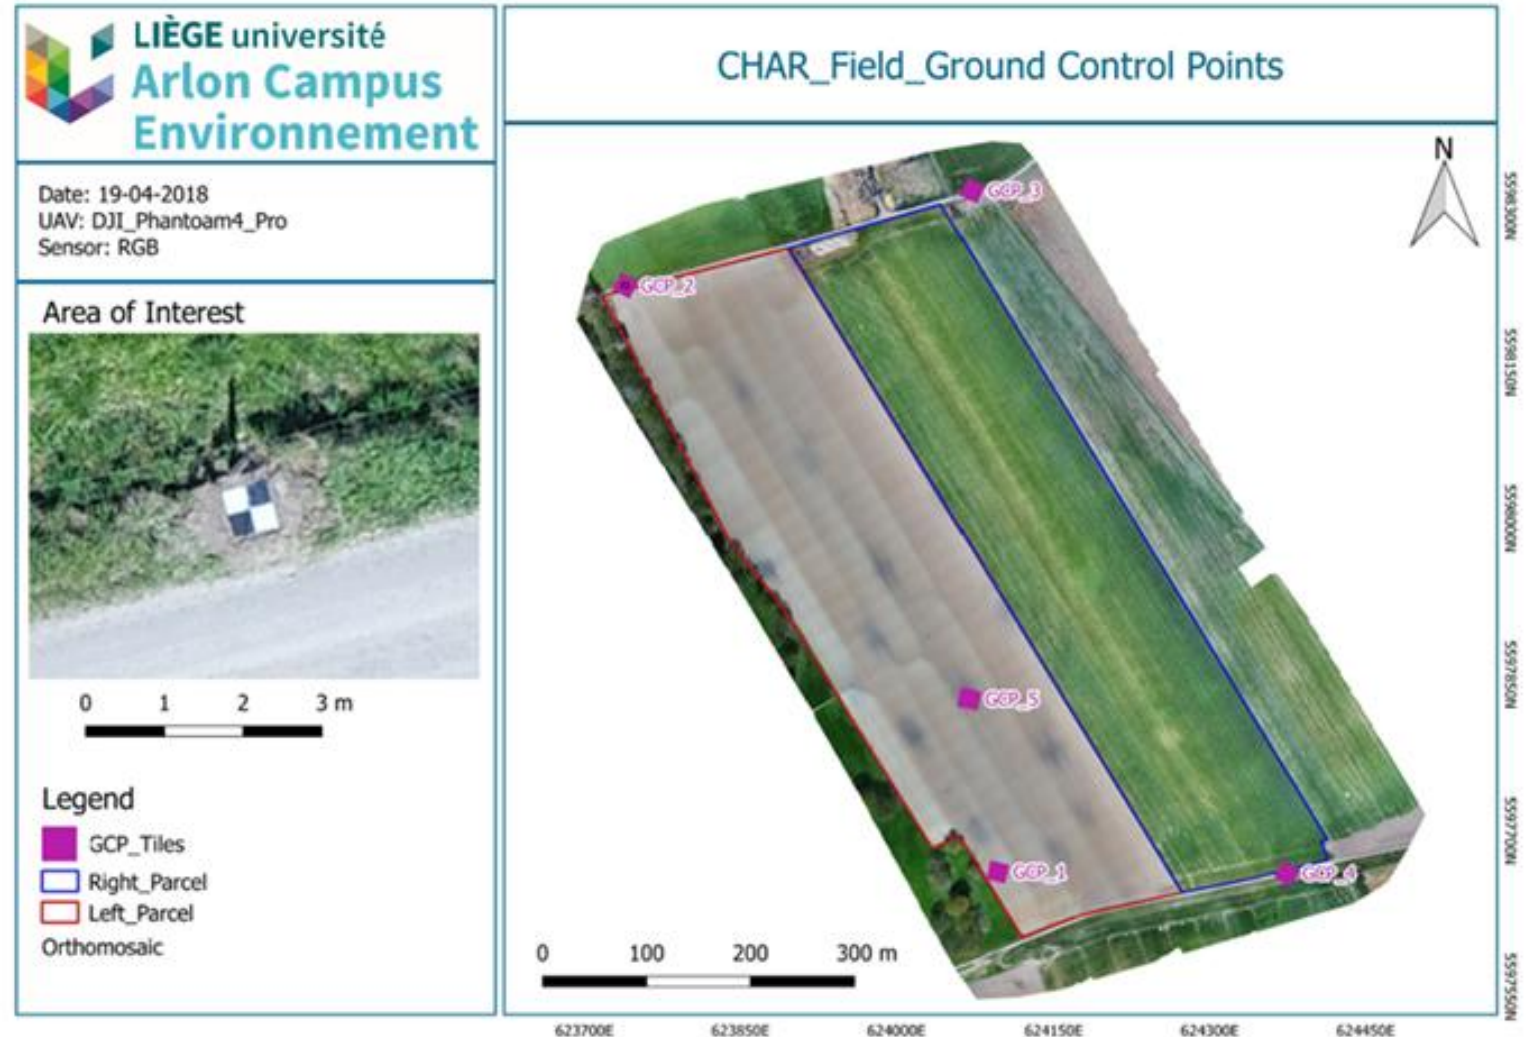 LIÈGE université
Arlon Campus
Environnement
CHAR_Field_Ground Control Points
Date: 19-04-2018
UAV: DJI_Phantoam4_Pro
Sensor: RGB
Area of Interest
0 1 2 3 m
Legend
GCP_Tiles
Right_Parcel
Left_Parcel
Orthomosaic
N
GCP_3
GCP_2
GCP_5
GCP_1
GCP_4
0 100 200 300 m
5598300N
5598150N
5598000N
5597850N
5597700N
5597550N
623700E 623850E 624000E 624150E 624300E 624450E